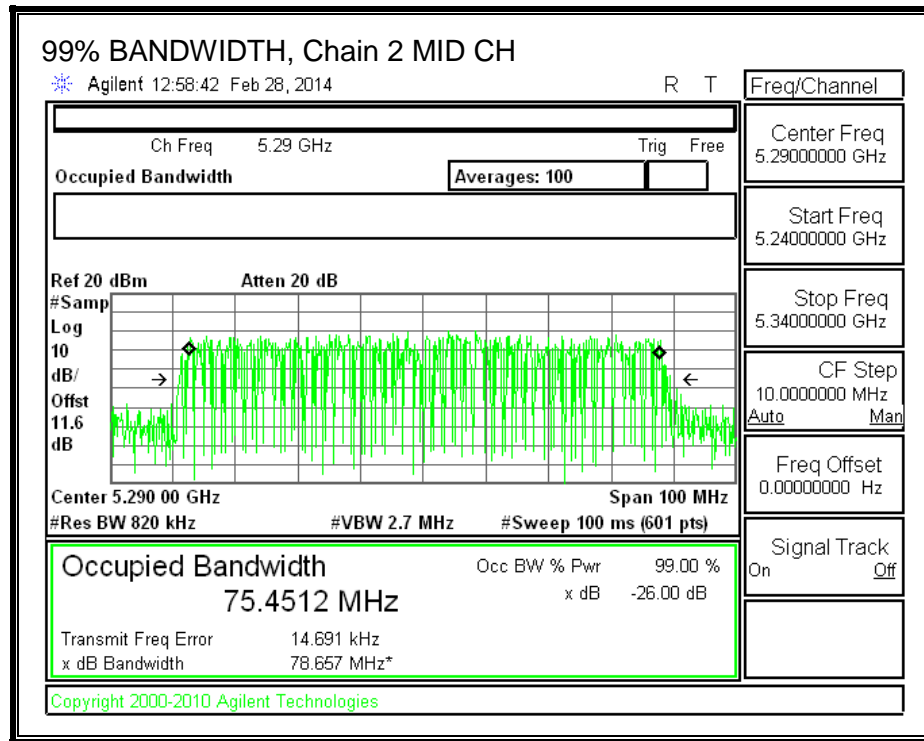 99% BANDWIDTH, Chain 2 MID CH
Agilent 12:58:42 Feb 28, 2014 R T
Ch Freq 5.29 GHz Trig Free
Occupied Bandwidth Averages: 100
Ref 20 dBm Atten 20 dB
#Samp
Log
10
dB/
Offst
11.6
dB
Center 5.290 00 GHz Span 100 MHz
#Res BW 820 kHz #VBW 2.7 MHz #Sweep 100 ms (601 pts)
Occupied Bandwidth Occ BW % Pwr 99.00 %
75.4512 MHz x dB -26.00 dB
Transmit Freq Error 14.691 kHz
x dB Bandwidth 78.657 MHz*
Copyright 2000-2010 Agilent Technologies
Freq/Channel
Center Freq
5.29000000 GHz
Start Freq
5.24000000 GHz
Stop Freq
5.34000000 GHz
CF Step
10.0000000 MHz
Auto Man
Freq Offset
0.00000000 Hz
Signal Track
On Off